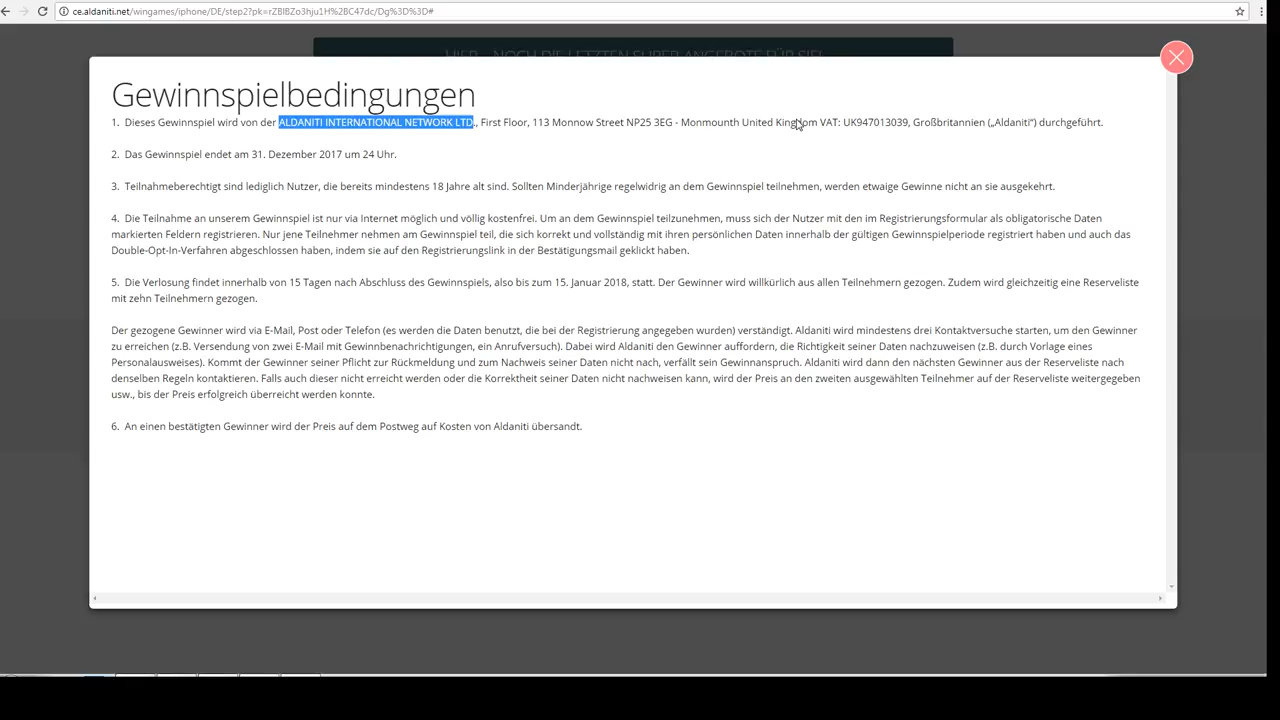 ce.aldaniti.net/wingames/iphone/DE/step2?pk=rZBlBZo3hju1H%2BC47dc/Dg%3D%3D#
HIER - NOCH DIE LETZTEN SUPER ANGEBOTE FÜR SIE!
Gewinnspielbedingungen
1. Dieses Gewinnspiel wird von der ALDANITI INTERNATIONAL NETWORK LTD., First Floor, 113 Monnow Street NP25 3EG - Monmounth United Kingdom VAT: UK947013039, Großbritannien („Aldaniti“) durchgeführt.
2. Das Gewinnspiel endet am 31. Dezember 2017 um 24 Uhr.
3. Teilnahmeberechtigt sind lediglich Nutzer, die bereits mindestens 18 Jahre alt sind. Sollten Minderjährige regelwidrig an dem Gewinnspiel teilnehmen, werden etwaige Gewinne nicht an sie ausgekehrt.
4. Die Teilnahme an unserem Gewinnspiel ist nur via Internet möglich und völlig kostenfrei. Um an dem Gewinnspiel teilzunehmen, muss sich der Nutzer mit den im Registrierungsformular als obligatorische Daten
markierten Feldern registrieren. Nur jene Teilnehmer nehmen am Gewinnspiel teil, die sich korrekt und vollständig mit ihren persönlichen Daten innerhalb der gültigen Gewinnspielperiode registriert haben und auch das
Double-Opt-In-Verfahren abgeschlossen haben, indem sie auf den Registrierungslink in der Bestätigungsmail geklickt haben.
5. Die Verlosung findet innerhalb von 15 Tagen nach Abschluss des Gewinnspiels, also bis zum 15. Januar 2018, statt. Der Gewinner wird willkürlich aus allen Teilnehmern gezogen. Zudem wird gleichzeitig eine Reserveliste
mit zehn Teilnehmern gezogen.
Der gezogene Gewinner wird via E-Mail, Post oder Telefon (es werden die Daten benutzt, die bei der Registrierung angegeben wurden) verständigt. Aldaniti wird mindestens drei Kontaktversuche starten, um den Gewinner
zu erreichen (z.B. Versendung von zwei E-Mail mit Gewinnbenachrichtigungen, ein Anrufversuch). Dabei wird Aldaniti den Gewinner auffordern, die Richtigkeit seiner Daten nachzuweisen (z.B. durch Vorlage eines
Personalausweises). Kommt der Gewinner seiner Pflicht zur Rückmeldung und zum Nachweis seiner Daten nicht nach, verfällt sein Gewinnanspruch. Aldaniti wird dann den nächsten Gewinner aus der Reserveliste nach
denselben Regeln kontaktieren. Falls auch dieser nicht erreicht werden oder die Korrektheit seiner Daten nicht nachweisen kann, wird der Preis an den zweiten ausgewählten Teilnehmer auf der Reserveliste weitergegeben
usw., bis der Preis erfolgreich überreicht werden konnte.
6. An einen bestätigten Gewinner wird der Preis auf dem Postweg auf Kosten von Aldaniti übersandt.